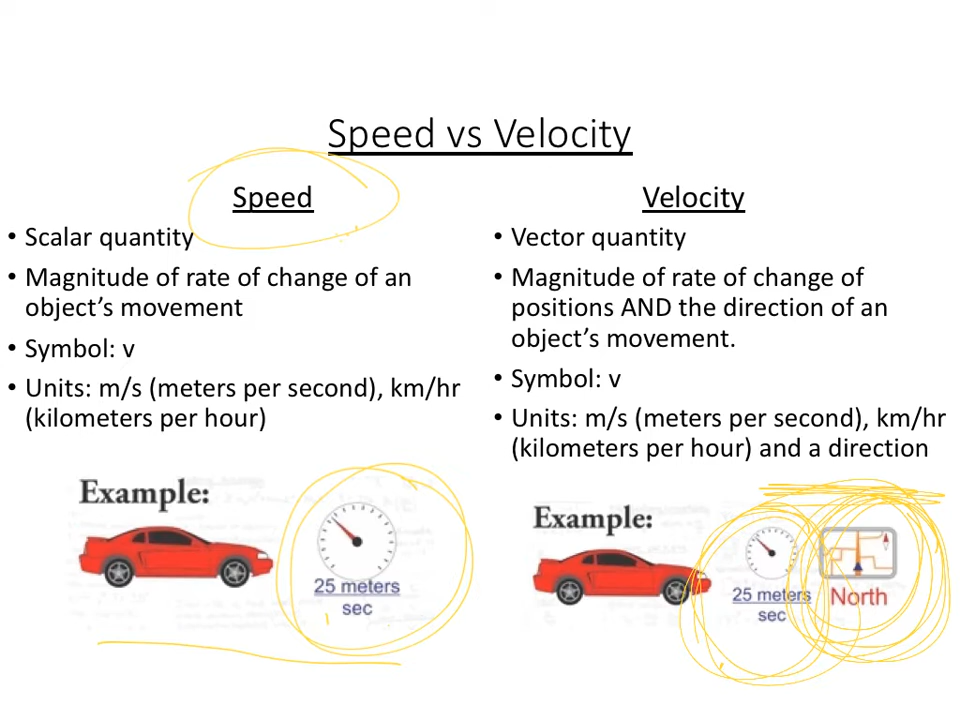 Speed vs Velocity
Speed
• Scalar quantity
• Magnitude of rate of change of an
object's movement
• Symbol: v
• Units: m/s (meters per second), km/hr
(kilometers per hour)
Example:
25 meters
sec
Velocity
• Vector quantity
• Magnitude of rate of change of
positions AND the direction of an
object's movement.
• Symbol: v
• Units: m/s (meters per second), km/hr
(kilometers per hour) and a direction
Example:
25 meters
sec
North